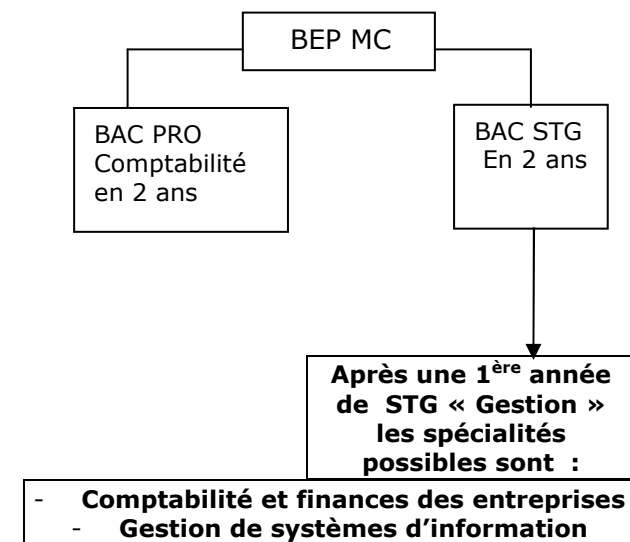 BEP MC
BAC PRO
Comptabilité
en 2 ans
BAC STG
En 2 ans
Après une 1ère année
de STG « Gestion »
les spécialités
possibles sont :
- Comptabilité et finances des entreprises
- Gestion de systèmes d’information